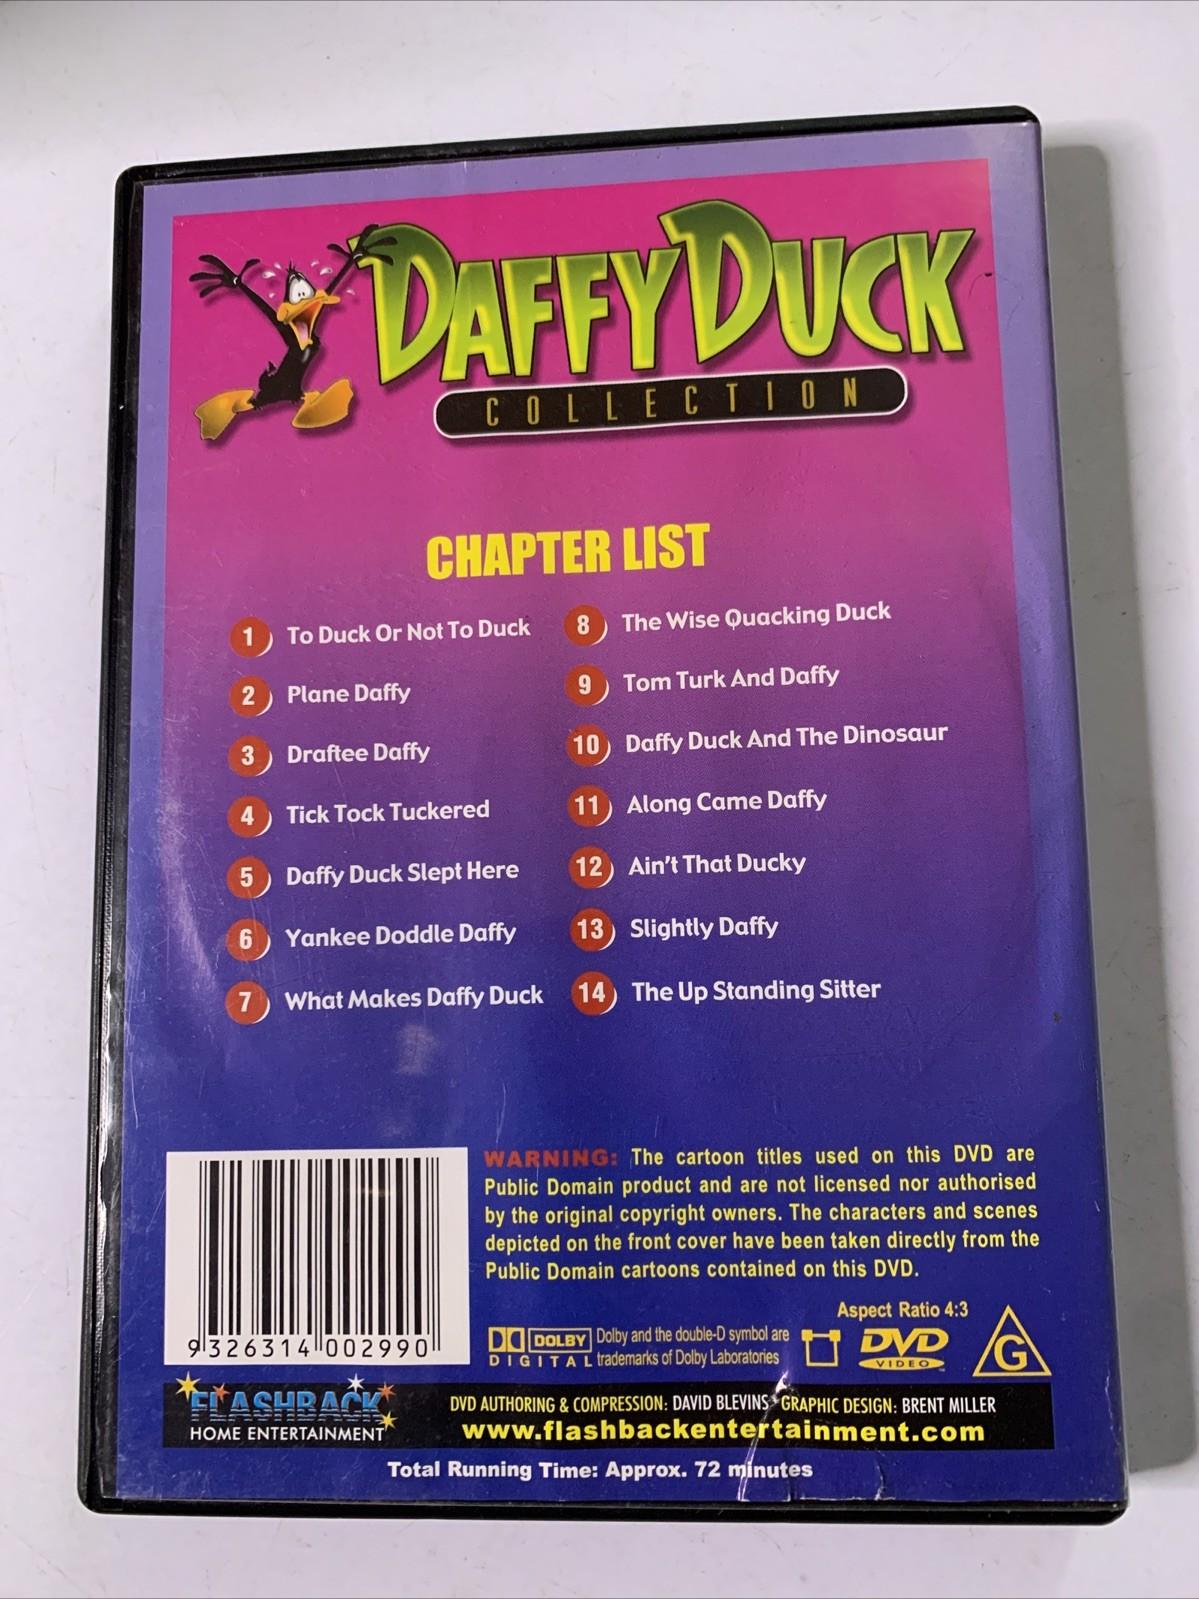 DAFFY DUCK
COLLECTION
CHAPTER LIST
1 To Duck Or Not To Duck
2 Plane Daffy
3 Draftee Daffy
4 Tick Tock Tuckered
5 Daffy Duck Slept Here
6 Yankee Doddle Daffy
7 What Makes Daffy Duck
8 The Wise Quacking Duck
9 Tom Turk And Daffy
10 Daffy Duck And The Dinosaur
11 Along Came Daffy
12 Ain't That Ducky
13 Slightly Daffy
14 The Up Standing Sitter
WARNING: The cartoon titles used on this DVD are
Public Domain product and are not licensed nor authorised
by the original copyright owners. The characters and scenes
depicted on the front cover have been taken directly from the
Public Domain cartoons contained on this DVD.
9 326314 002990
Aspect Ratio 4:3
DOLBY
DIGITAL
Dolby and the double-D symbol are
trademarks of Dolby Laboratories
DVD
VIDEO
G
FLASHBACK
HOME ENTERTAINMENT
DVD AUTHORING & COMPRESSION: DAVID BLEVINS GRAPHIC DESIGN: BRENT MILLER
www.flashbackentertainment.com
Total Running Time: Approx. 72 minutes